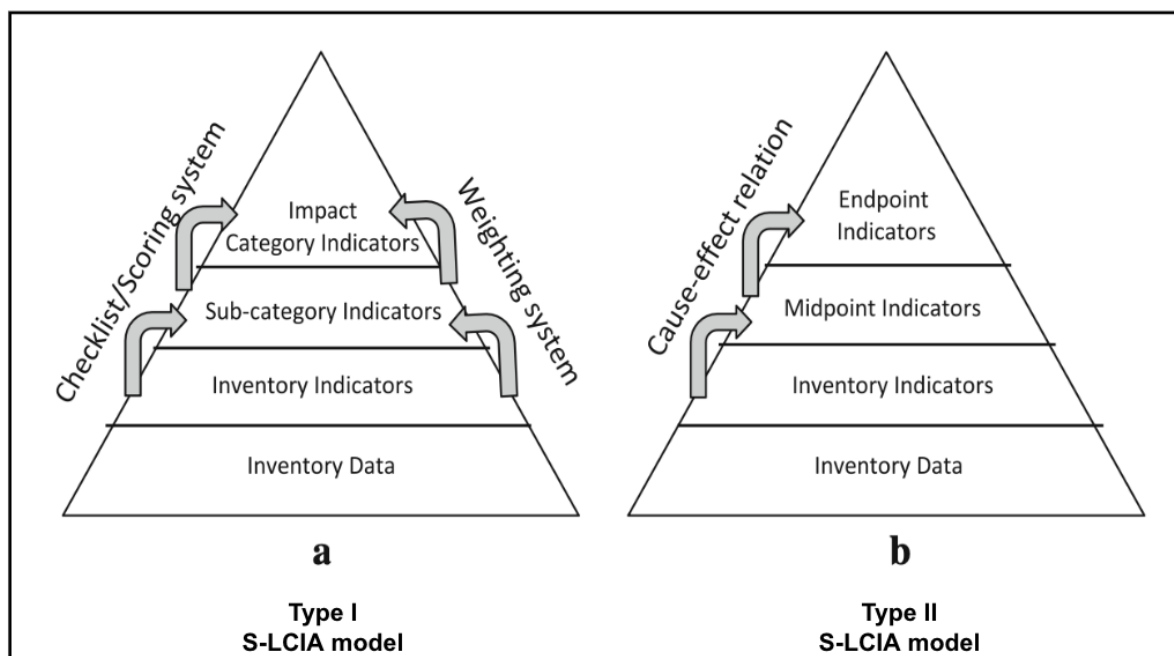 Checklist/Scoring system
Impact
Category Indicators
Weighting system
Sub-category Indicators
Inventory Indicators
Inventory Data
a
Type I
S-LCIA model
Cause-effect relation
Endpoint
Indicators
Midpoint Indicators
Inventory Indicators
Inventory Data
b
Type II
S-LCIA model